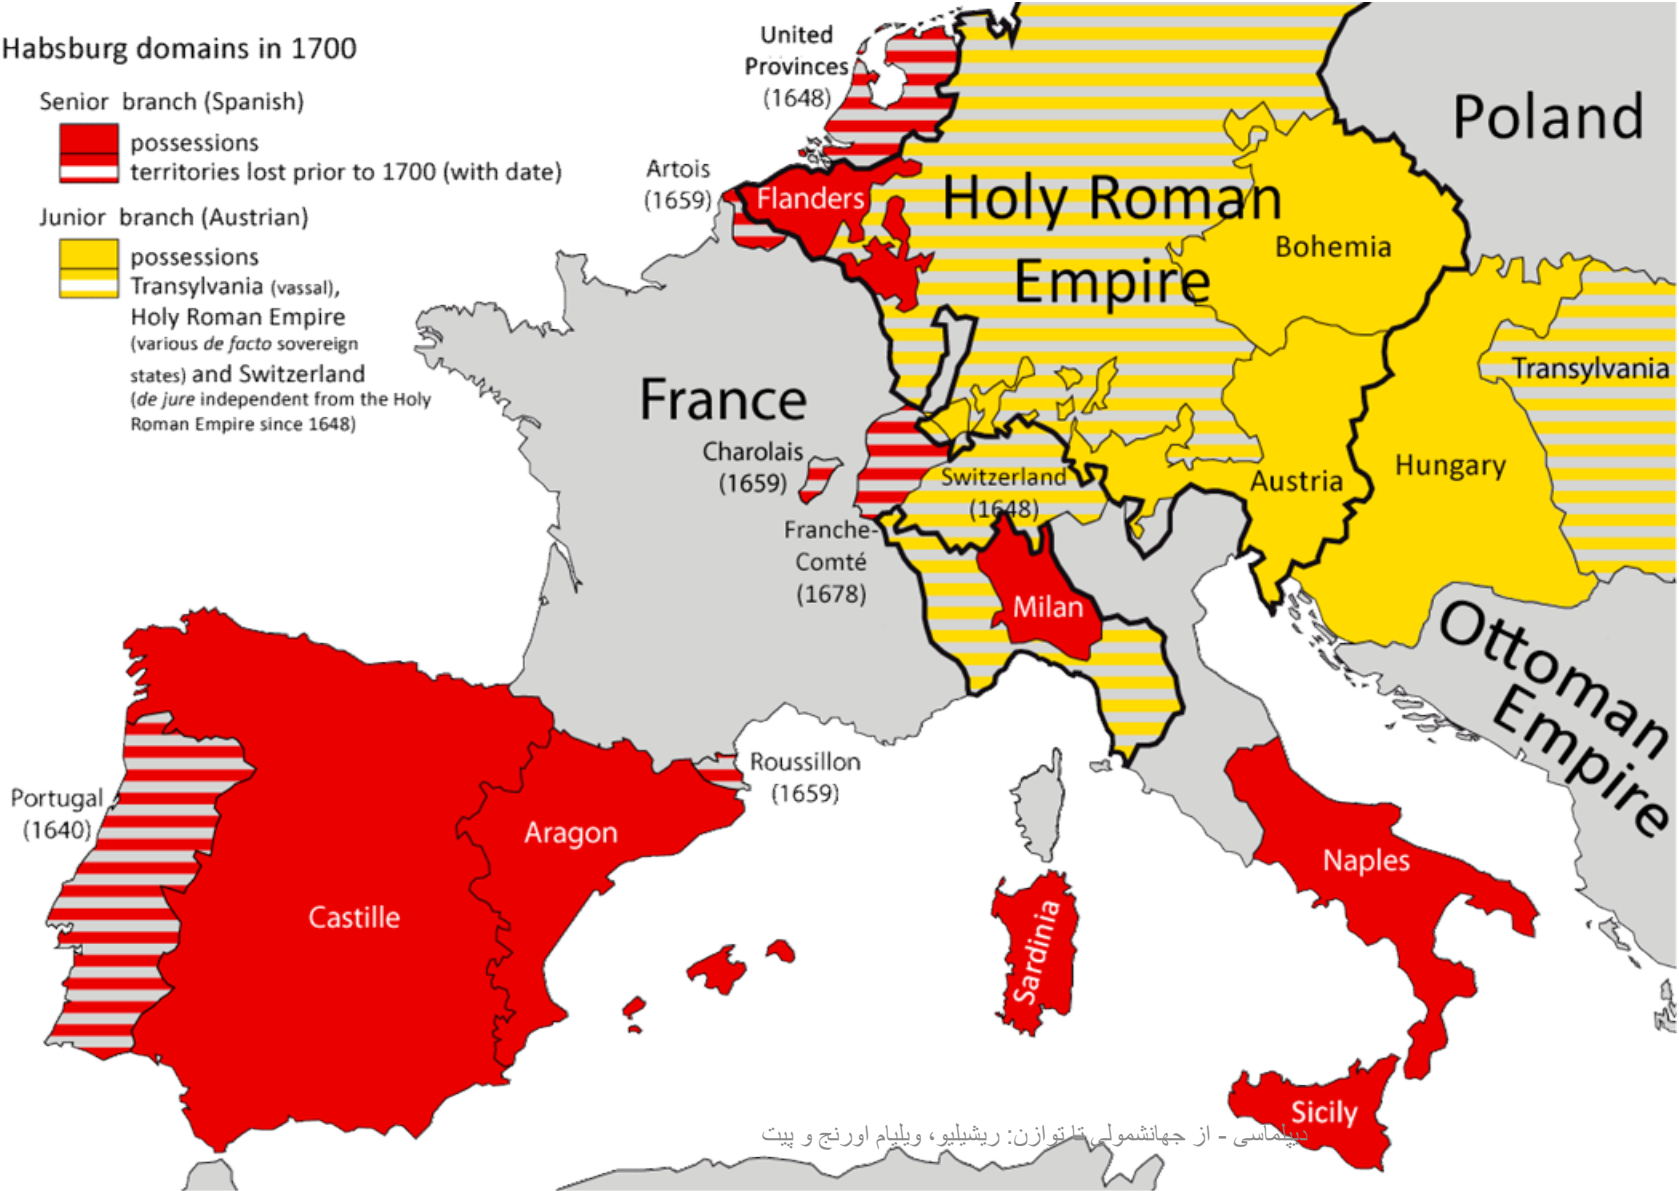 Habsburg domains in 1700
Senior branch (Spanish)
possessions
territories lost prior to 1700 (with date)
Junior branch (Austrian)
possessions
Transylvania (vassal),
Holy Roman Empire
(various de facto sovereign
states) and Switzerland
(de jure independent from the Holy
Roman Empire since 1648)
United
Provinces
(1648)
Poland
Artois
(1659)
Flanders
Holy Roman
Empire
Bohemia
Transylvania
France
Charolais
(1659)
Switzerland
(1648)
Austria
Hungary
Franche-
Comté
(1678)
Milan
Ottoman
Empire
Roussillon
(1659)
Portugal
(1640)
Aragon
Castille
Naples
Sardinia
Sicily
دیپلماسی - از جهانشمولی تا توازن: ریشیلیو، ویلیام اورنج و پیت